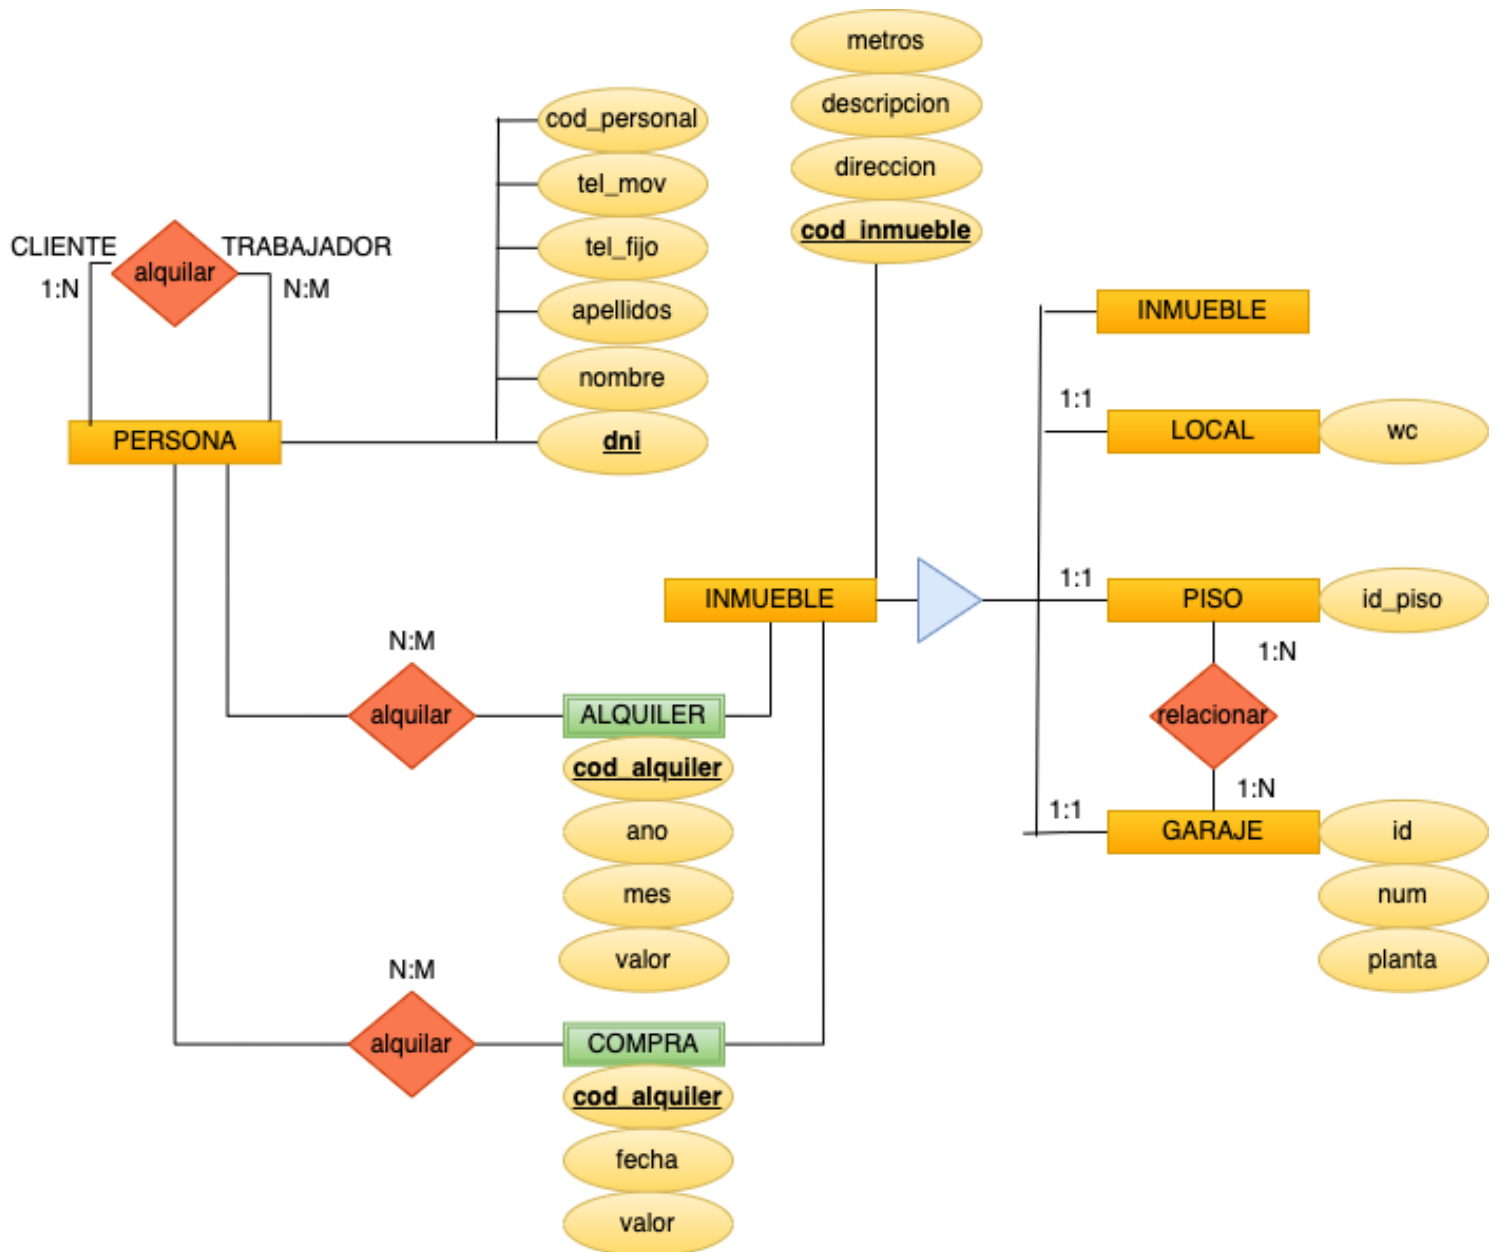 metros
descripcion
direccion
cod_inmueble
cod_personal
tel_mov
tel_fijo
apellidos
nombre
dni
CLIENTE
1:N
alquilar
TRABAJADOR
N:M
PERSONA
INMUEBLE
1:1
LOCAL
wc
INMUEBLE
1:1
PISO
id_piso
1:N
relacionar
1:N
1:1
GARAJE
id
num
planta
N:M
alquilar
ALQUILER
cod_alquiler
ano
mes
valor
N:M
alquilar
COMPRA
cod_alquiler
fecha
valor